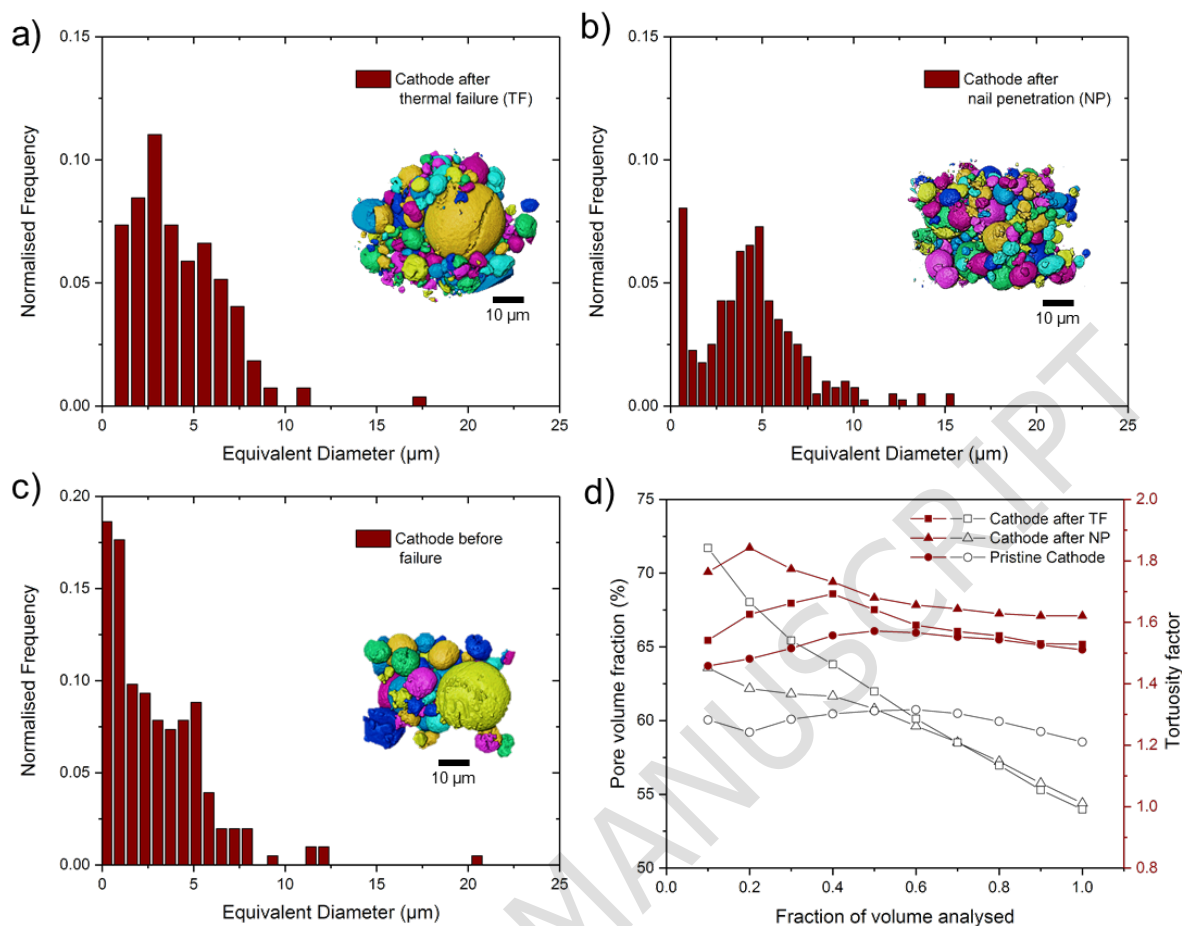 a)
0.15
0.10
0.05
0.00
0
5
10
15
20
25
Normalised Frequency
Equivalent Diameter (µm)
Cathode after
thermal failure (TF)
10 µm
b)
0.15
0.10
0.05
0.00
0
5
10
15
20
25
Normalised Frequency
Equivalent Diameter (µm)
Cathode after
nail penetration (NP)
10 µm
c)
0.20
0.15
0.10
0.05
0.00
0
5
10
15
20
25
Normalised Frequency
Equivalent Diameter (µm)
Cathode before
failure
10 µm
d)
75
70
65
60
55
50
Pore volume fraction (%)
0.0
0.2
0.4
0.6
0.8
1.0
Fraction of volume analysed
2.0
1.8
1.6
1.4
1.2
1.0
0.8
Tortuosity factor
Cathode after TF
Cathode after NP
Pristine Cathode
MANUSCRIPT